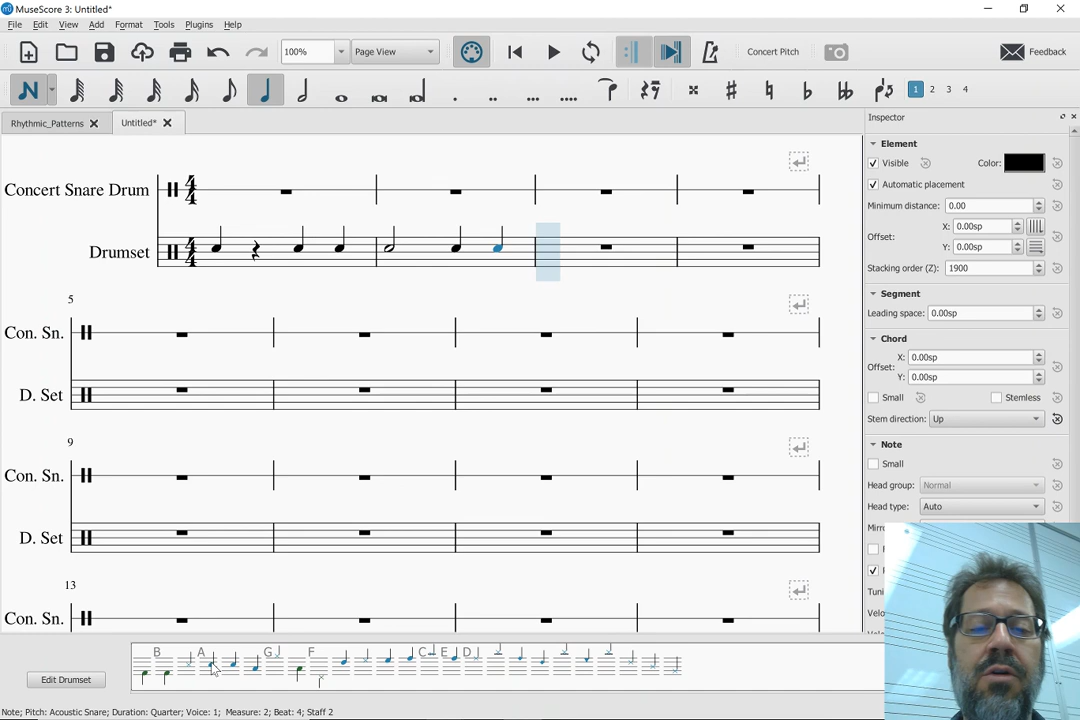 MuseScore 3: Untitled*
File Edit View Add Format Tools Plugins Help
100% Page View Concert Pitch Feedback
N 1 2 3 4
Rhythmic_Patterns Untitled*
Inspector
Element
Visible Color:
Automatic placement
Minimum distance: 0.00
Offset: X: 0.00sp
Y: 0.00sp
Stacking order (Z): 1900
Segment
Leading space: 0.00sp
Chord
Offset: X: 0.00sp
Y: 0.00sp
Small Stemless
Stem direction: Up
Note
Small
Head group: Normal
Head type: Auto
Concert Snare Drum 4 4
Drumset 4 4
5
Con. Sn.
D. Set
9
Con. Sn.
D. Set
13
Con. Sn.
B A G F C E D
Edit Drumset
Note; Pitch: Acoustic Snare; Duration: Quarter; Voice: 1; Measure: 2; Beat: 4; Staff 2